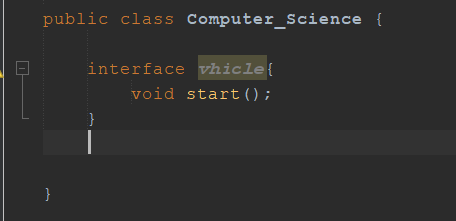 public class Computer_Science {
interface vhicle{
void start();
}
}